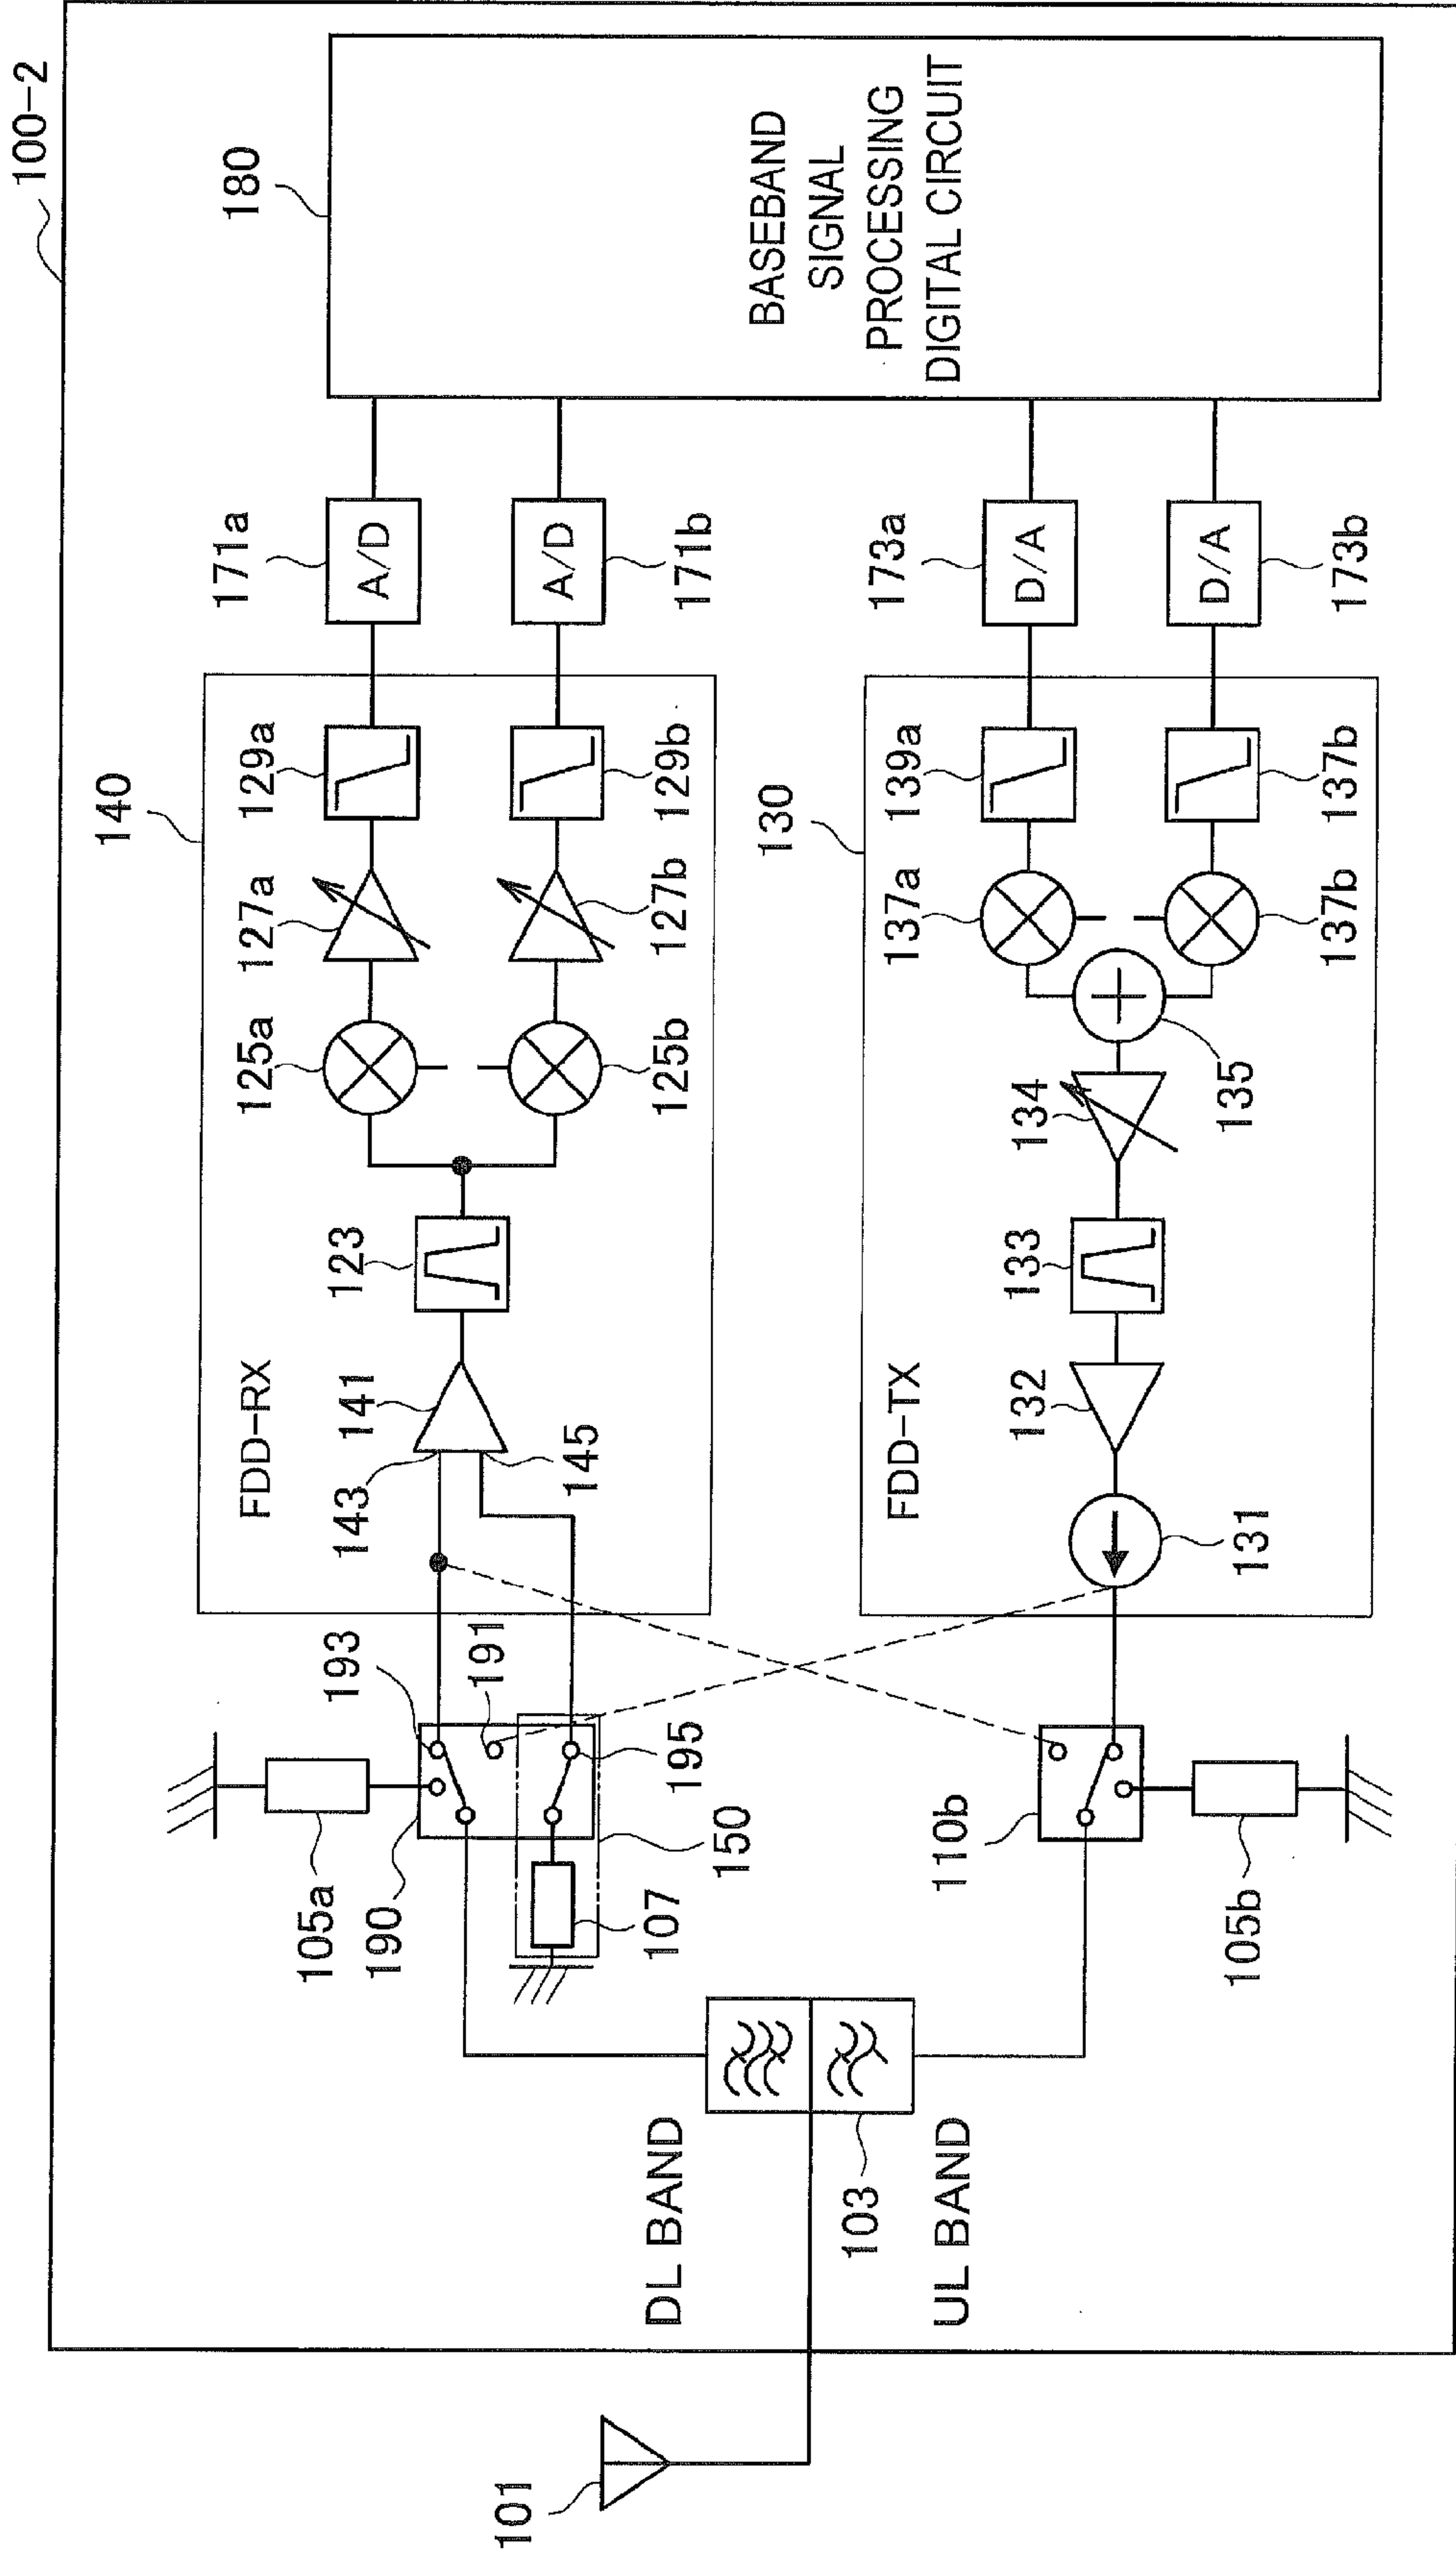 100-2
180
BASEBAND
SIGNAL
PROCESSING
DIGITAL CIRCUIT
171a
A/D
A/D
171b
173a
D/A
D/A
173b
140
129a
129b
127a
127b
125a
125b
123
FDD-RX
141
143
145
130
139a
137b
137a
137b
135
134
133
132
FDD-TX
131
193
191
195
105a
190
150
107
110b
105b
DL BAND
103
UL BAND
101